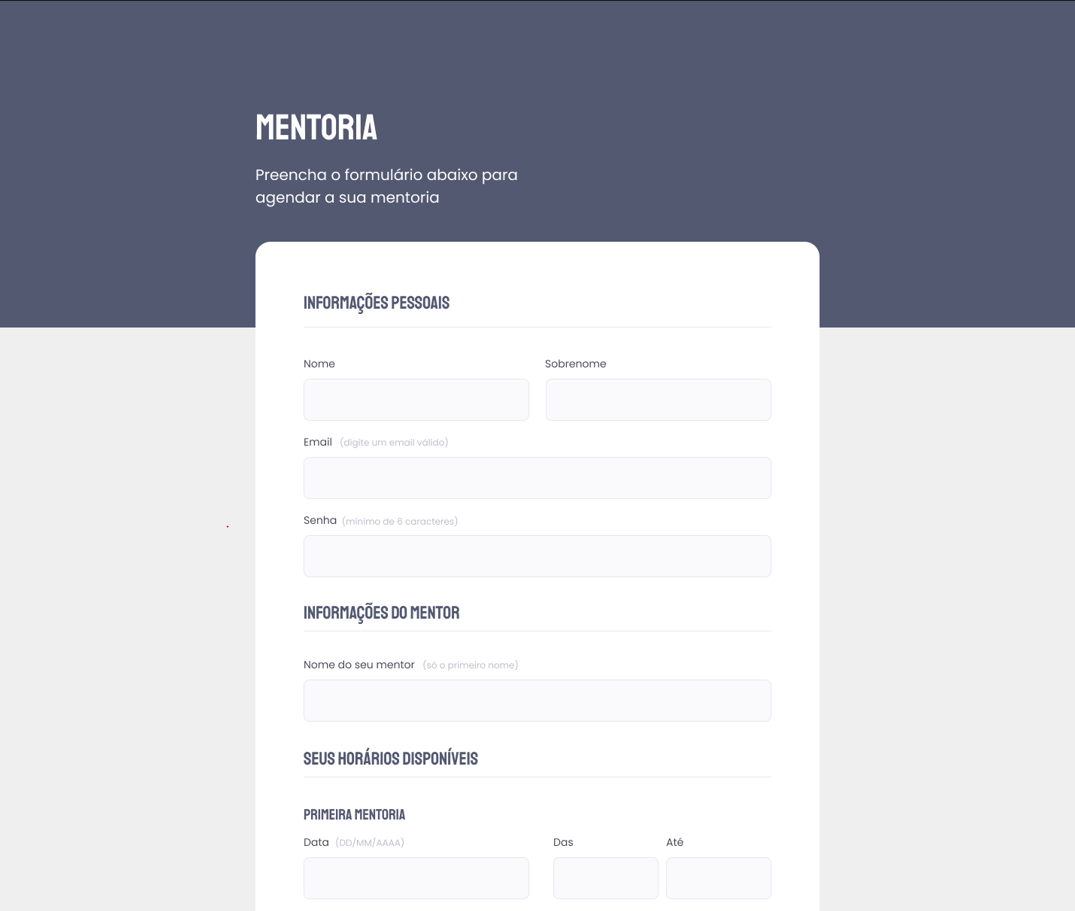 MENTORIA
Preencha o formulário abaixo para
agendar a sua mentoria
INFORMAÇÕES PESSOAIS
Nome Sobrenome
Email (digite um email válido)
Senha (mínimo de 6 caracteres)
INFORMAÇÕES DO MENTOR
Nome do seu mentor (só o primeiro nome)
SEUS HORÁRIOS DISPONÍVEIS
PRIMEIRA MENTORIA
Data (DD/MM/AAAA) Das Até